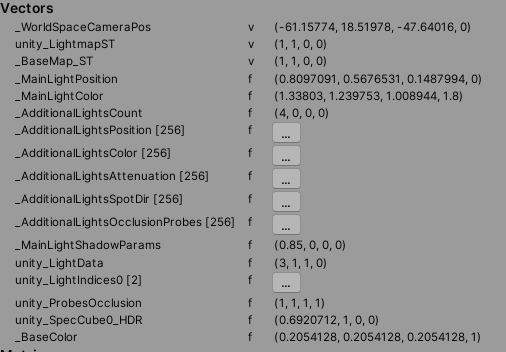 Vectors
_WorldSpaceCameraPos v (-61.15774, 18.51978, -47.64016, 0)
unity_LightmapST v (1, 1, 0, 0)
_BaseMap_ST v (1, 1, 0, 0)
_MainLightPosition f (0.8097091, 0.5676531, 0.1487994, 0)
_MainLightColor f (1.33803, 1.239753, 1.008944, 1.8)
_AdditionalLightsCount f (4, 0, 0, 0)
_AdditionalLightsPosition [256] f ...
_AdditionalLightsColor [256] f ...
_AdditionalLightsAttenuation [256] f ...
_AdditionalLightsSpotDir [256] f ...
_AdditionalLightsOcclusionProbes [256] f ...
_MainLightShadowParams f (0.85, 0, 0, 0)
unity_LightData f (3, 1, 1, 0)
unity_LightIndices0 [2] f ...
unity_ProbesOcclusion f (1, 1, 1, 1)
unity_SpecCube0_HDR f (0.6920712, 1, 0, 0)
_BaseColor f (0.2054128, 0.2054128, 0.2054128, 1)